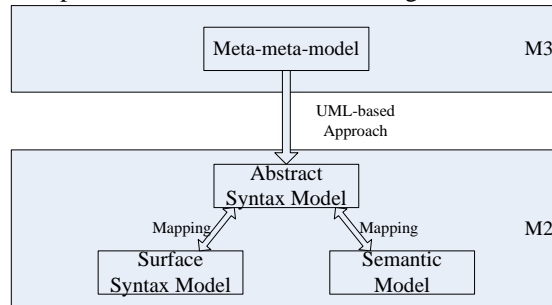 Meta-meta-model
M3
UML-based
Approach
Abstract
Syntax Model
Mapping
Mapping
M2
Surface
Syntax Model
Semantic
Model